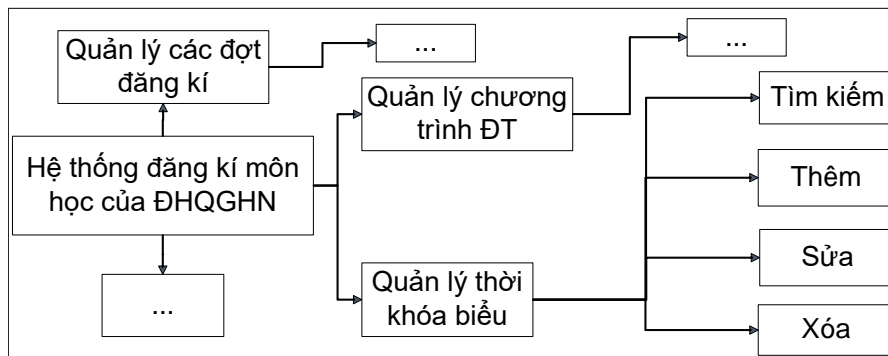 Quản lý các đợt
đăng kí
...
...
Quản lý chương
trình ĐT
Tìm kiếm
Hệ thống đăng kí môn
học của ĐHQGHN
Thêm
Sửa
Quản lý thời
khóa biểu
...
Xóa